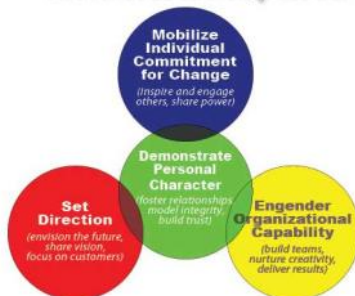 Mobilize
Individual
Commitment
for Change
(Inspire and engage
others, share power)
Demonstrate
Personal
Character
(foster relationships,
model integrity,
build trust)
Set
Direction
(envision the future,
share vision,
focus on customers)
Engender
Organizational
Capability
(build teams,
nurture creativity,
deliver results)